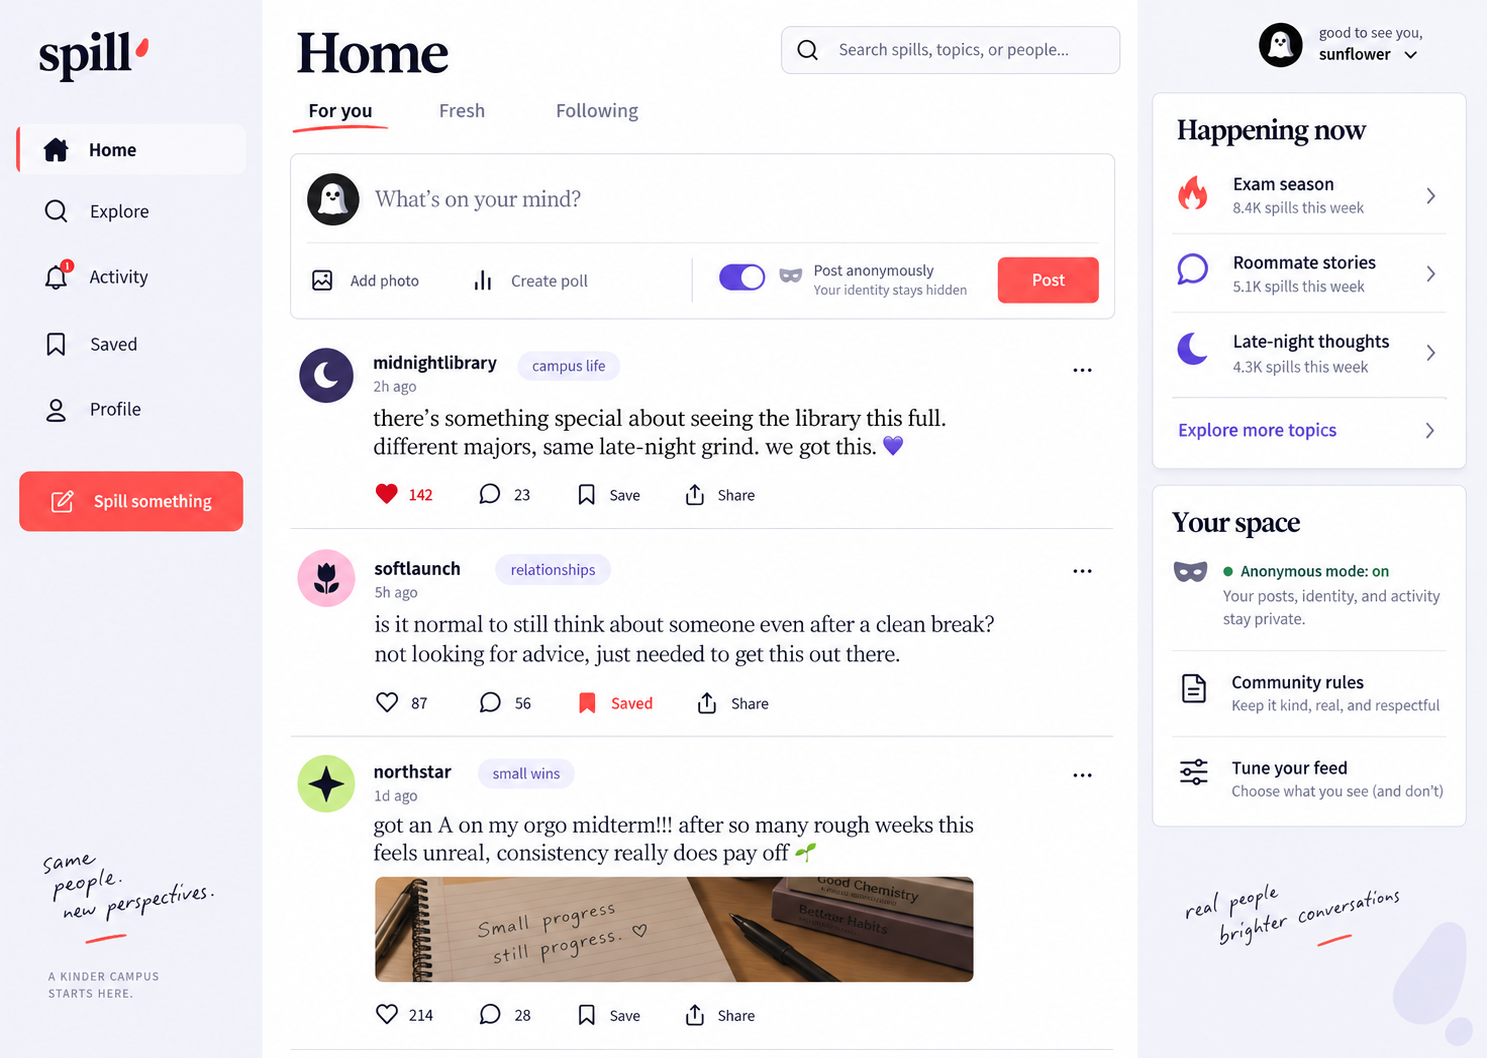 spill
Home
Explore
1
Activity
Saved
Profile
Spill something
same
people.
new perspectives.
A KINDER CAMPUS
STARTS HERE.
Home
Search spills, topics, or people...
For you
Fresh
Following
What's on your mind?
Add photo
Create poll
Post anonymously
Your identity stays hidden
Post
midnightlibrary
campus life
2h ago
there's something special about seeing the library this full.
different majors, same late-night grind. we got this. 💜
142
23
Save
Share
softlaunch
relationships
5h ago
is it normal to still think about someone even after a clean break?
not looking for advice, just needed to get this out there.
87
56
Saved
Share
northstar
small wins
1d ago
got an A on my orgo midterm!!! after so many rough weeks this
feels unreal, consistency really does pay off 🌱
Small progress
still progress. ♡
Good Chemistry
Better Habits
214
28
Save
Share
good to see you,
sunflower
Happening now
Exam season
8.4K spills this week
Roommate stories
5.1K spills this week
Late-night thoughts
4.3K spills this week
Explore more topics
Your space
Anonymous mode: on
Your posts, identity, and activity
stay private.
Community rules
Keep it kind, real, and respectful
Tune your feed
Choose what you see (and don't)
real people
brighter conversations